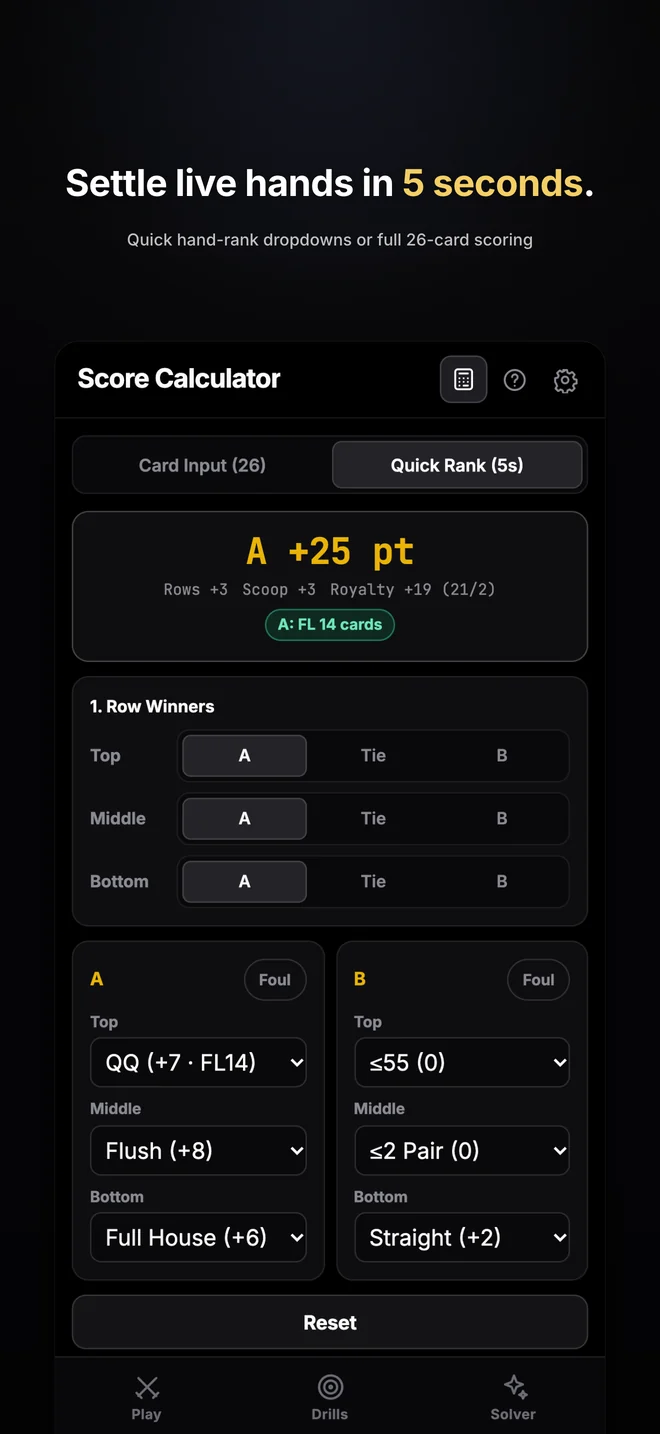 Settle live hands in 5 seconds.
Quick hand-rank dropdowns or full 26-card scoring
Score Calculator
Card Input (26) Quick Rank (5s)
A +25 pt
Rows +3 Scoop +3 Royalty +19 (21/2)
A: FL 14 cards
1. Row Winners
Top A Tie B
Middle A Tie B
Bottom A Tie B
A Foul
Top
QQ (+7 · FL14)
Middle
Flush (+8)
Bottom
Full House (+6)
B Foul
Top
≤55 (0)
Middle
≤2 Pair (0)
Bottom
Straight (+2)
Reset
Play Drills Solver